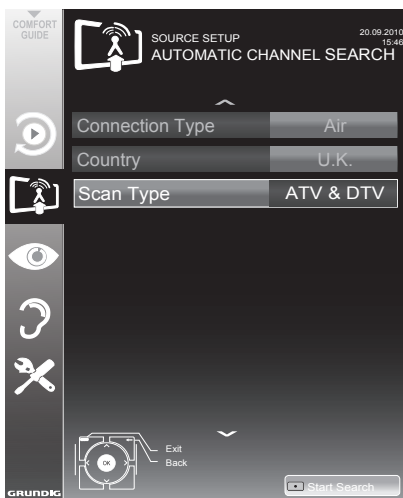 COMFORT
GUIDE
SOURCE SETUP
AUTOMATIC CHANNEL SEARCH
20.09.2010
15:46
Connection Type Air
Country U.K.
Scan Type ATV & DTV
OK
Exit
Back
Start Search
GRUNDIG